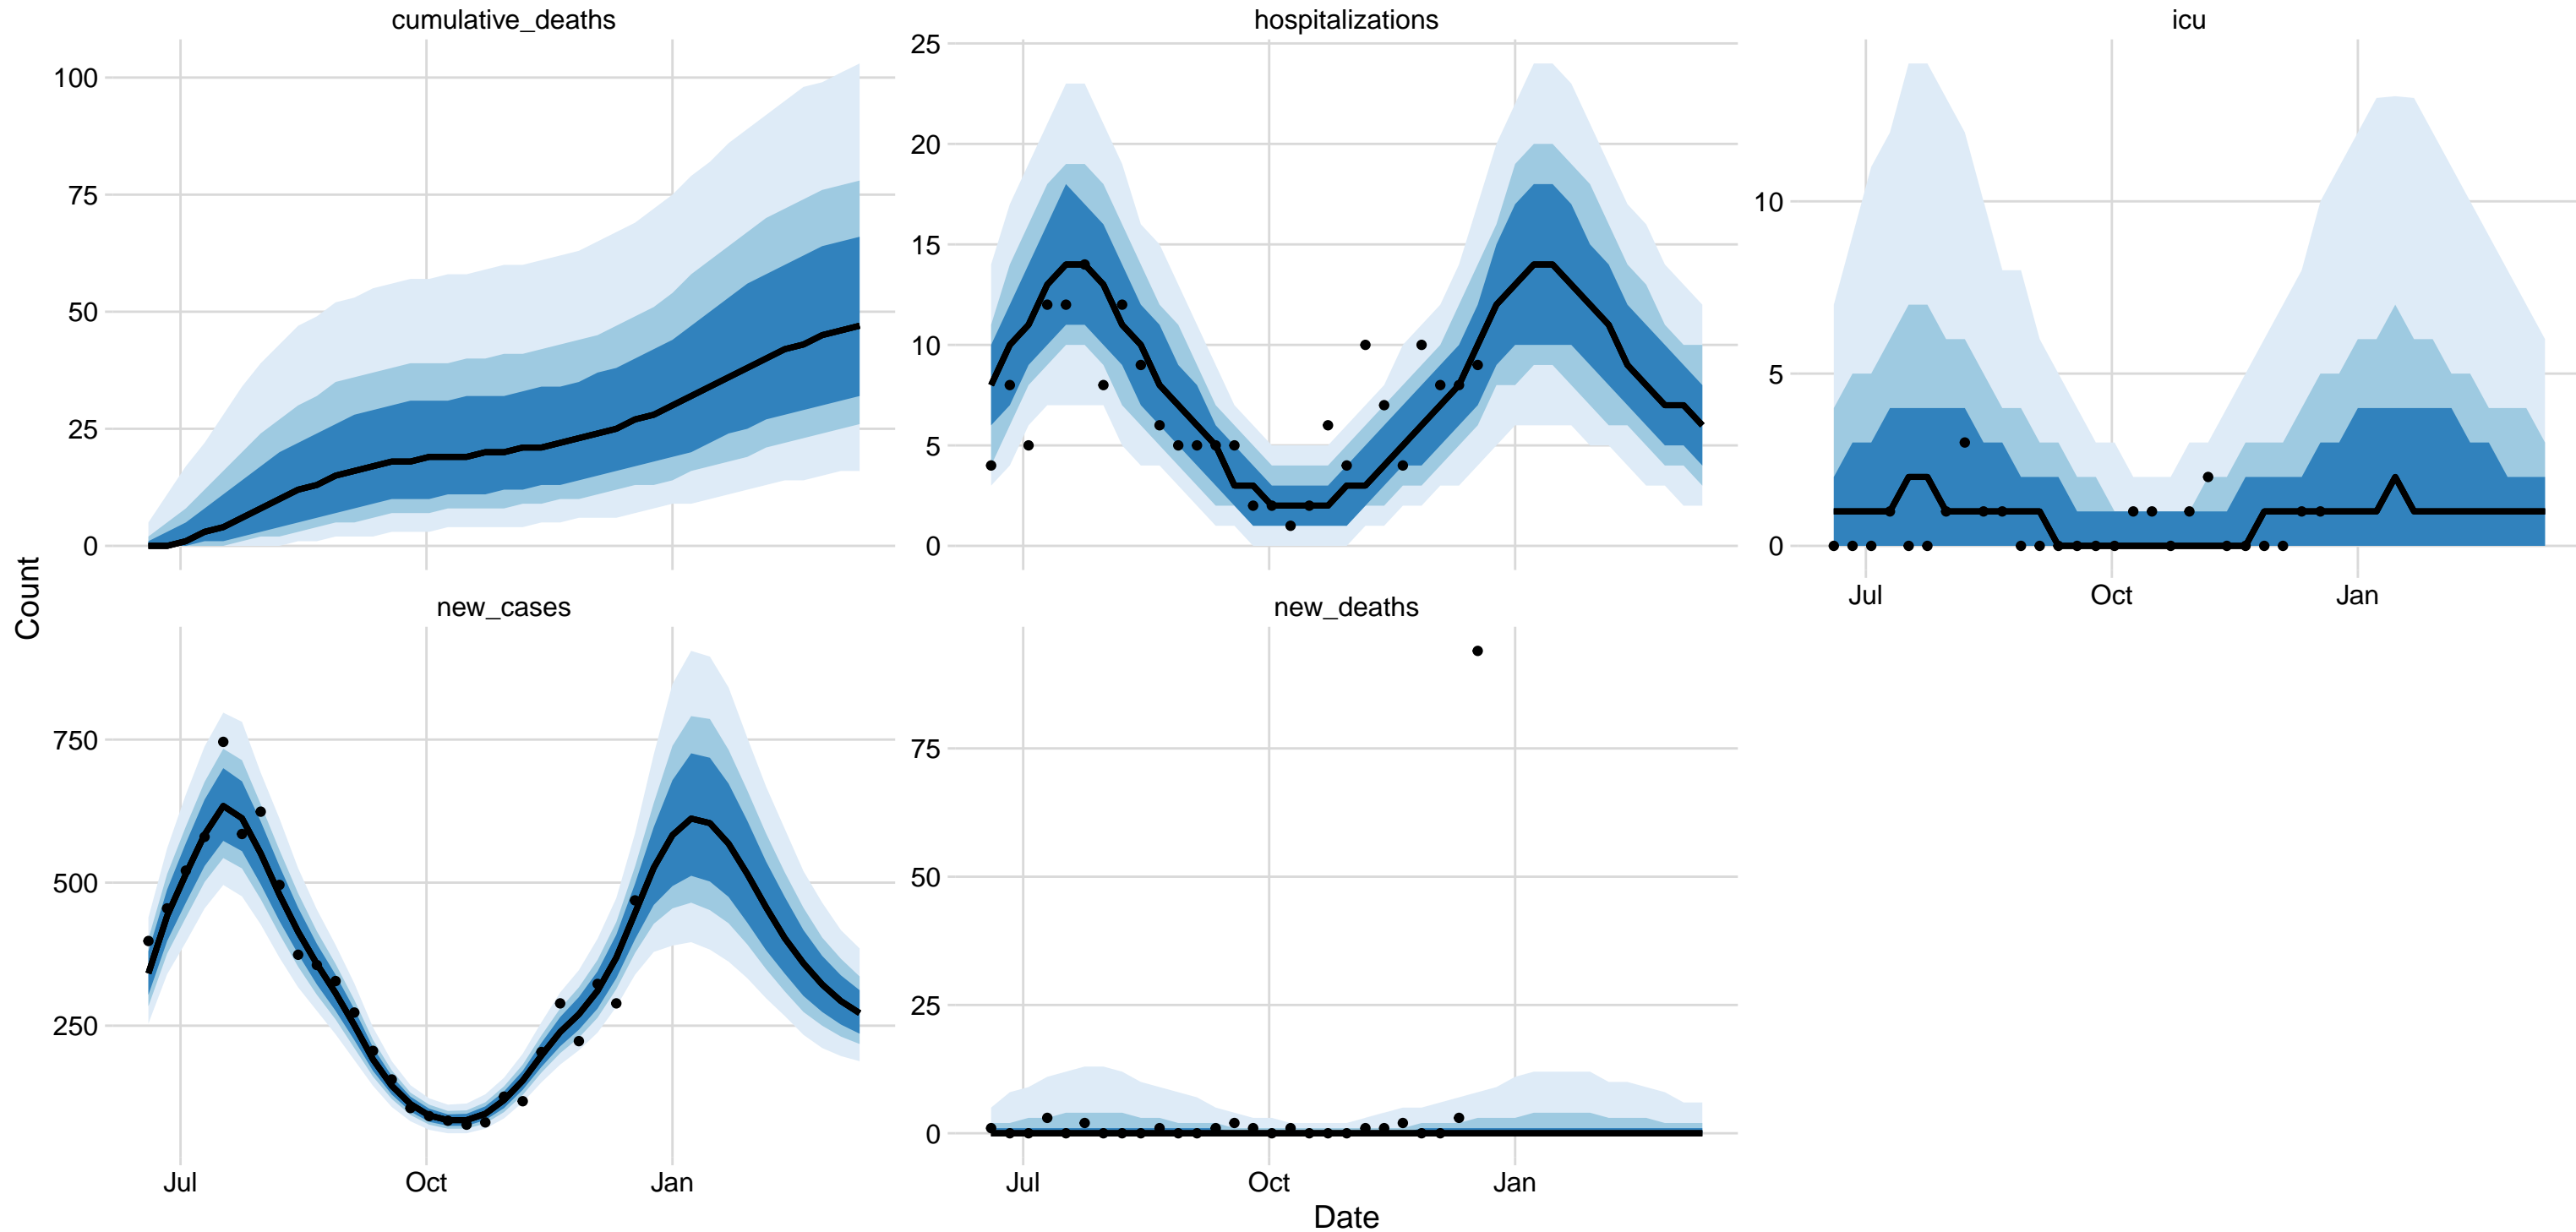 cumulative_deaths
hospitalizations
icu
100
75
50
25
0
25
20
15
10
5
0
10
5
0
Jul
Oct
Jan
Count
new_cases
new_deaths
750
500
250
75
50
25
0
Jul
Oct
Jan
Jul
Oct
Jan
Date